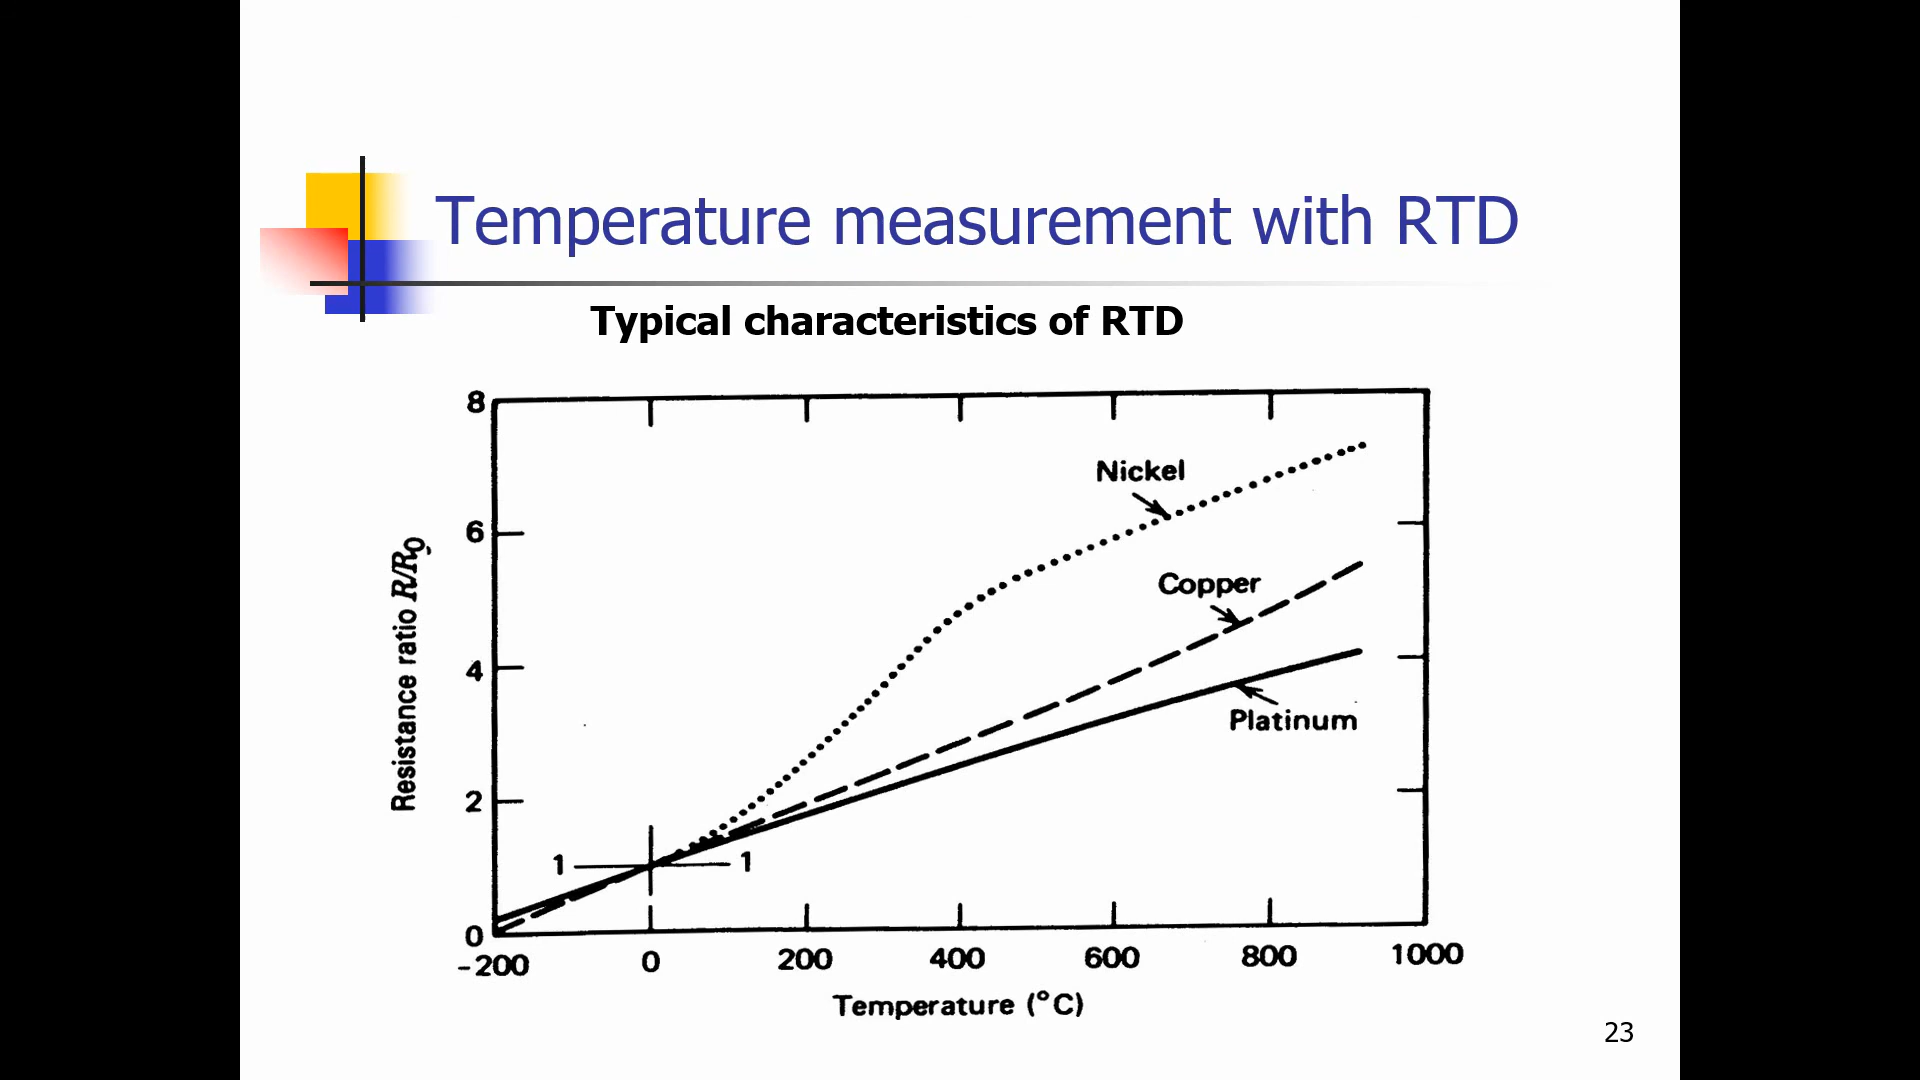 Temperature measurement with RTD
Typical characteristics of RTD
8
Nickel
6
Resistance ratio R/R0
Copper
4
Platinum
2
1 1
0
-200 0 200 400 600 800 1000
Temperature (°C)
23